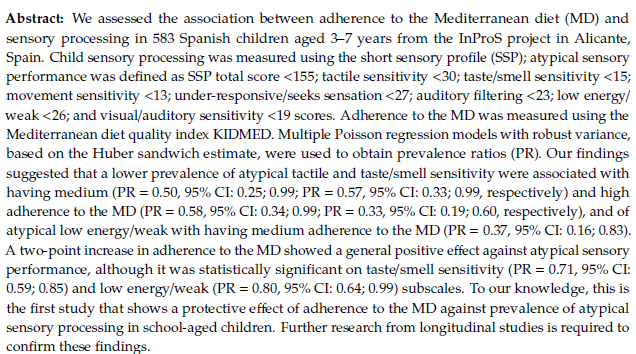 Abstract: We assessed the association between adherence to the Mediterranean diet (MD) and
sensory processing in 583 Spanish children aged 3–7 years from the InProS project in Alicante,
Spain. Child sensory processing was measured using the short sensory profile (SSP); atypical sensory
performance was defined as SSP total score <155; tactile sensitivity <30; taste/smell sensitivity <15;
movement sensitivity <13; under-responsive/seeks sensation <27; auditory filtering <23; low energy/
weak <26; and visual/auditory sensitivity <19 scores. Adherence to the MD was measured using the
Mediterranean diet quality index KIDMED. Multiple Poisson regression models with robust variance,
based on the Huber sandwich estimate, were used to obtain prevalence ratios (PR). Our findings
suggested that a lower prevalence of atypical tactile and taste/smell sensitivity were associated with
having medium (PR = 0.50, 95% CI: 0.25; 0.99; PR = 0.57, 95% CI: 0.33; 0.99, respectively) and high
adherence to the MD (PR = 0.58, 95% CI: 0.34; 0.99; PR = 0.33, 95% CI: 0.19; 0.60, respectively), and of
atypical low energy/weak with having medium adherence to the MD (PR = 0.37, 95% CI: 0.16; 0.83).
A two-point increase in adherence to the MD showed a general positive effect against atypical sensory
performance, although it was statistically significant on taste/smell sensitivity (PR = 0.71, 95% CI:
0.59; 0.85) and low energy/weak (PR = 0.80, 95% CI: 0.64; 0.99) subscales. To our knowledge, this is
the first study that shows a protective effect of adherence to the MD against prevalence of atypical
sensory processing in school-aged children. Further research from longitudinal studies is required to
confirm these findings.